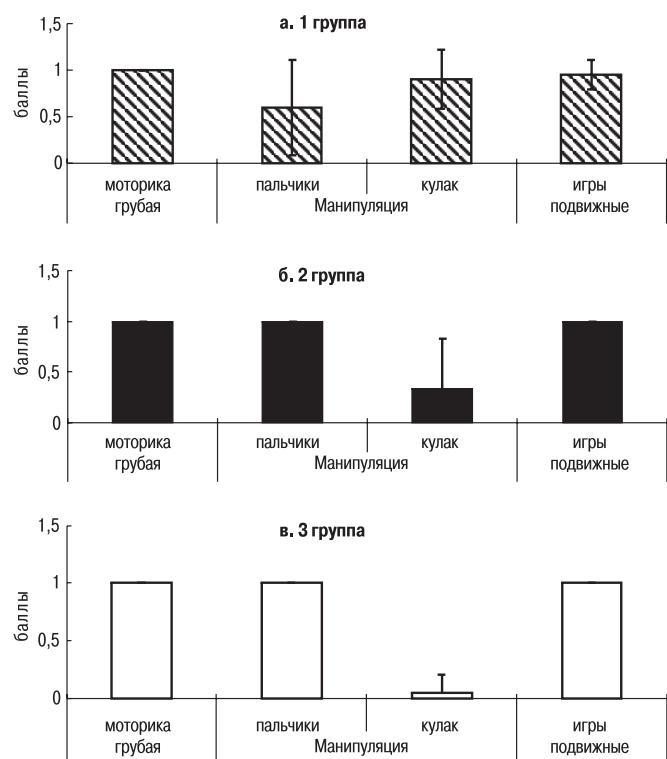 а. 1 группа
1,5
1
0,5
0
баллы
моторика грубая
пальчики
кулак
игры подвижные
Манипуляция
б. 2 группа
1,5
1
0,5
0
баллы
моторика грубая
пальчики
кулак
игры подвижные
Манипуляция
в. 3 группа
1,5
1
0,5
0
баллы
моторика грубая
пальчики
кулак
игры подвижные
Манипуляция